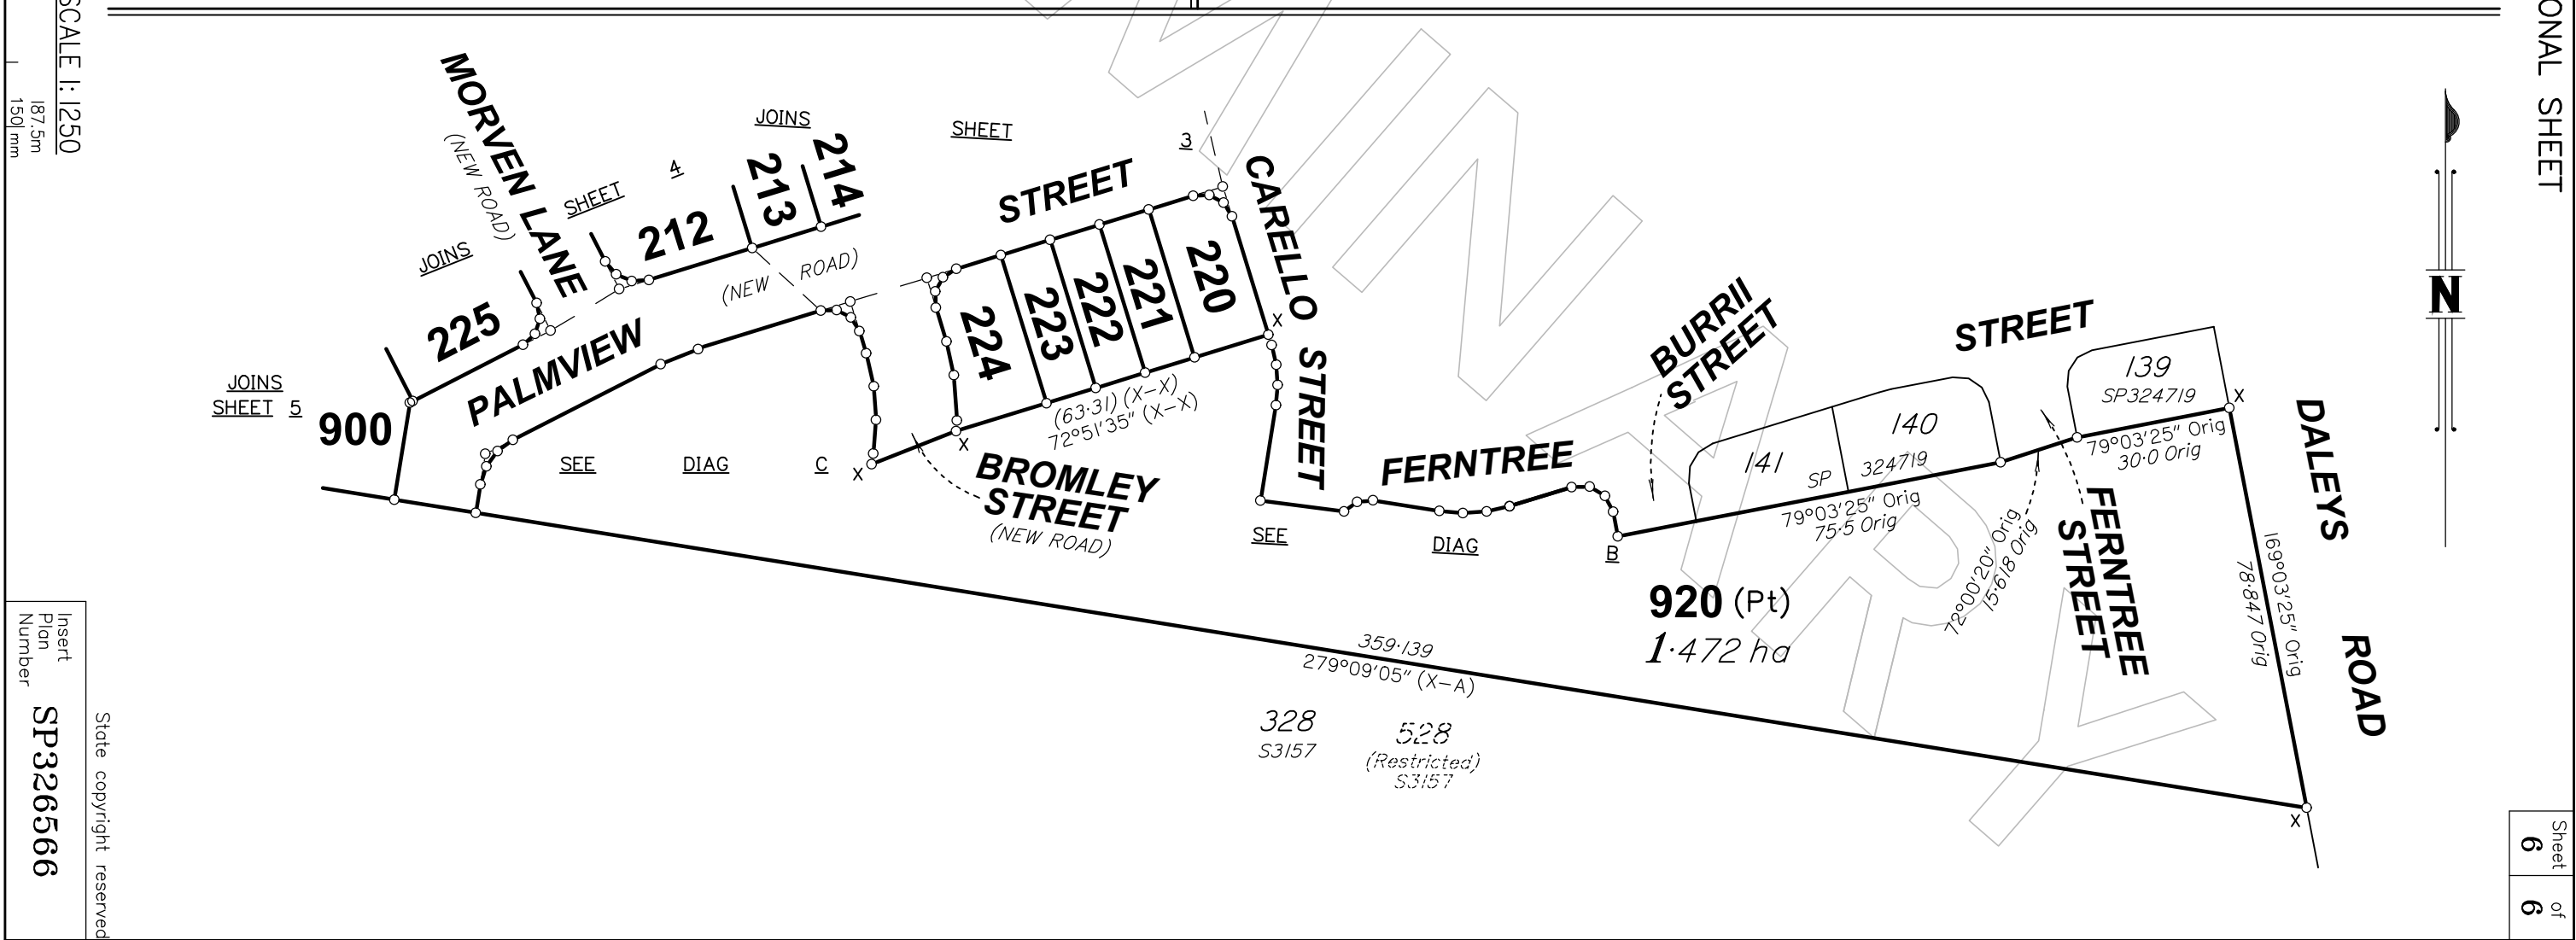 ONAL SHEET
SCALE 1:1250
187.5m
150 mm
MORVEN LANE
(NEW ROAD)
JOINS
SHEET 4
JOINS
SHEET 3
212
213
214
225
PALMVIEW STREET
(NEW ROAD)
JOINS
SHEET 5
900
SEE DIAG C
224
223
222
221
220
(63·31) (X-X)
72°51'35" (X-X)
X
X
X
BROMLEY
STREET
(NEW ROAD)
CARELLO STREET
SEE DIAG B
FERNTREE STREET
BURRII
STREET
141
140
SP 324719
139
SP324719
79°03'25" Orig
75·5 Orig
72°00'20" Orig
15·618 Orig
79°03'25" Orig
30·0 Orig
X
FERNTREE
STREET
DALEYS ROAD
169°03'25" Orig
78·847 Orig
X
920 (Pt)
1·472 ha
359·139
279°09'05" (X-A)
328
S3157
528
(Restricted)
S3157
N
Insert
Plan
Number
SP326566
State copyright reserved
Sheet of
6 6
MINARY